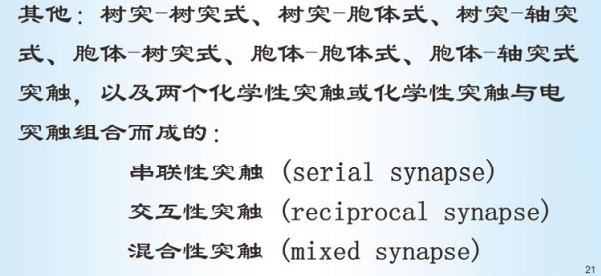 其他：树突-树突式、树突-胞体式、树突-轴突
式、胞体-树突式、胞体-胞体式、胞体-轴突式
突触，以及两个化学性突触或化学性突触与电
突触组合而成的：
串联性突触 (serial synapse)
交互性突触 (reciprocal synapse)
混合性突触 (mixed synapse)
21